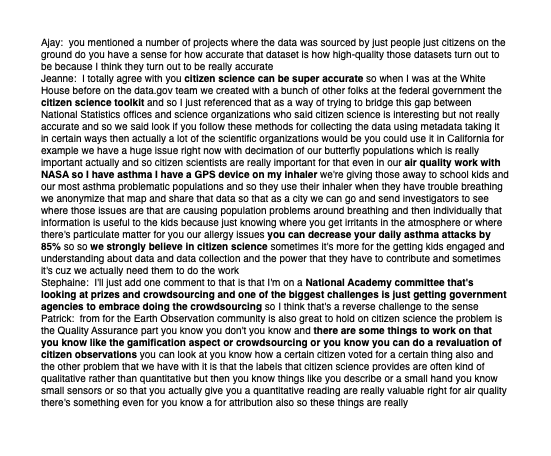 Ajay:  you mentioned a number of projects where the data was sourced by just people just citizens on the
ground do you have a sense for how accurate that dataset is how high-quality those datasets turn out to
be because I think they turn out to be really accurate
Jeanne:  I totally agree with you citizen science can be super accurate so when I was at the White
House before on the data.gov team we created with a bunch of other folks at the federal government the
citizen science toolkit and so I just referenced that as a way of trying to bridge this gap between
National Statistics offices and science organizations who said citizen science is interesting but not really
accurate and so we said look if you follow these methods for collecting the data using metadata taking it
in certain ways then actually a lot of the scientific organizations would be you could use it in California for
example we have a huge issue right now with decimation of our butterfly populations which is really
important actually and so citizen scientists are really important for that even in our air quality work with
NASA so I have asthma I have a GPS device on my inhaler we're giving those away to school kids and
our most asthma problematic populations and so they use their inhaler when they have trouble breathing
we anonymize that map and share that data so that as a city we can go and send investigators to see
where those issues are that are causing population problems around breathing and then individually that
information is useful to the kids because just knowing where you get irritants in the atmosphere or where
there's particulate matter for you our allergy issues you can decrease your daily asthma attacks by
85% so so we strongly believe in citizen science sometimes it's more for the getting kids engaged and
understanding about data and data collection and the power that they have to contribute and sometimes
it's cuz we actually need them to do the work
Stephaine:  I'll just add one comment to that is that I'm on a National Academy committee that's
looking at prizes and crowdsourcing and one of the biggest challenges is just getting government
agencies to embrace doing the crowdsourcing so I think that's a reverse challenge to the sense
Patrick:  from for the Earth Observation community is also great to hold on citizen science the problem is
the Quality Assurance part you know you don't you know and there are some things to work on that
you know like the gamification aspect or crowdsourcing or you know you can do a revaluation of
citizen observations you can look at you know how a certain citizen voted for a certain thing also and
the other problem that we have with it is that the labels that citizen science provides are often kind of
qualitative rather than quantitative but then you know things like you describe or a small hand you know
small sensors or so that you actually give you a quantitative reading are really valuable right for air quality
there's something even for you know a for attribution also so these things are really